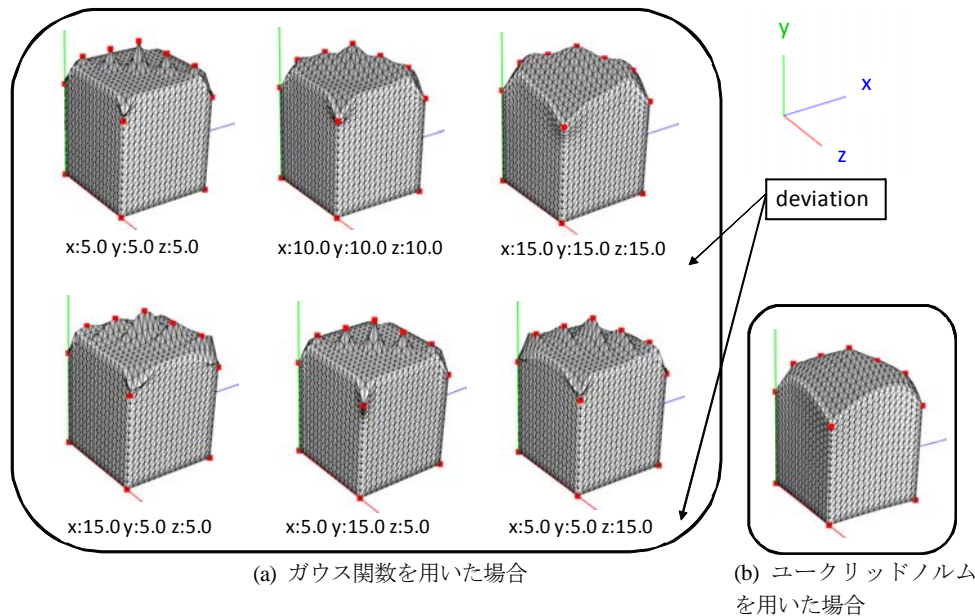 y
x
z
deviation
x:5.0 y:5.0 z:5.0
x:10.0 y:10.0 z:10.0
x:15.0 y:15.0 z:15.0
x:15.0 y:5.0 z:5.0
x:5.0 y:15.0 z:5.0
x:5.0 y:5.0 z:15.0
(a) ガウス関数を用いた場合
(b) ユークリッドノルム
を用いた場合